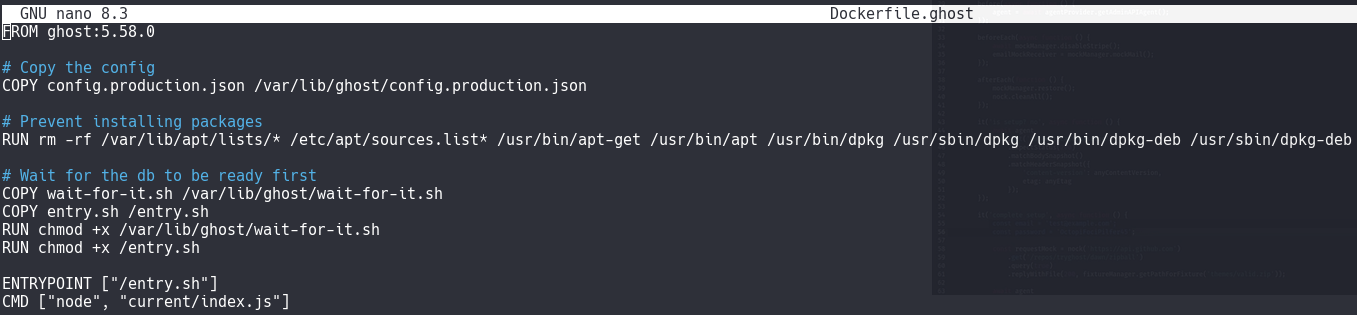 GNU nano 8.3 Dockerfile.ghost
FROM ghost:5.58.0
# Copy the config
COPY config.production.json /var/lib/ghost/config.production.json
# Prevent installing packages
RUN rm -rf /var/lib/apt/lists/* /etc/apt/sources.list* /usr/bin/apt-get /usr/bin/apt /usr/bin/dpkg /usr/sbin/dpkg /usr/bin/dpkg-deb /usr/sbin/dpkg-deb
# Wait for the db to be ready first
COPY wait-for-it.sh /var/lib/ghost/wait-for-it.sh
COPY entry.sh /entry.sh
RUN chmod +x /var/lib/ghost/wait-for-it.sh
RUN chmod +x /entry.sh
ENTRYPOINT ["/entry.sh"]
CMD ["node", "current/index.js"]